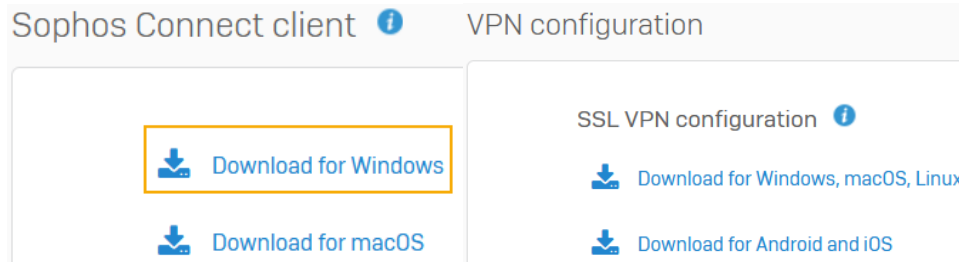 Sophos Connect client
Download for Windows
Download for macOS
VPN configuration
SSL VPN configuration
Download for Windows, macOS, Linux
Download for Android and iOS